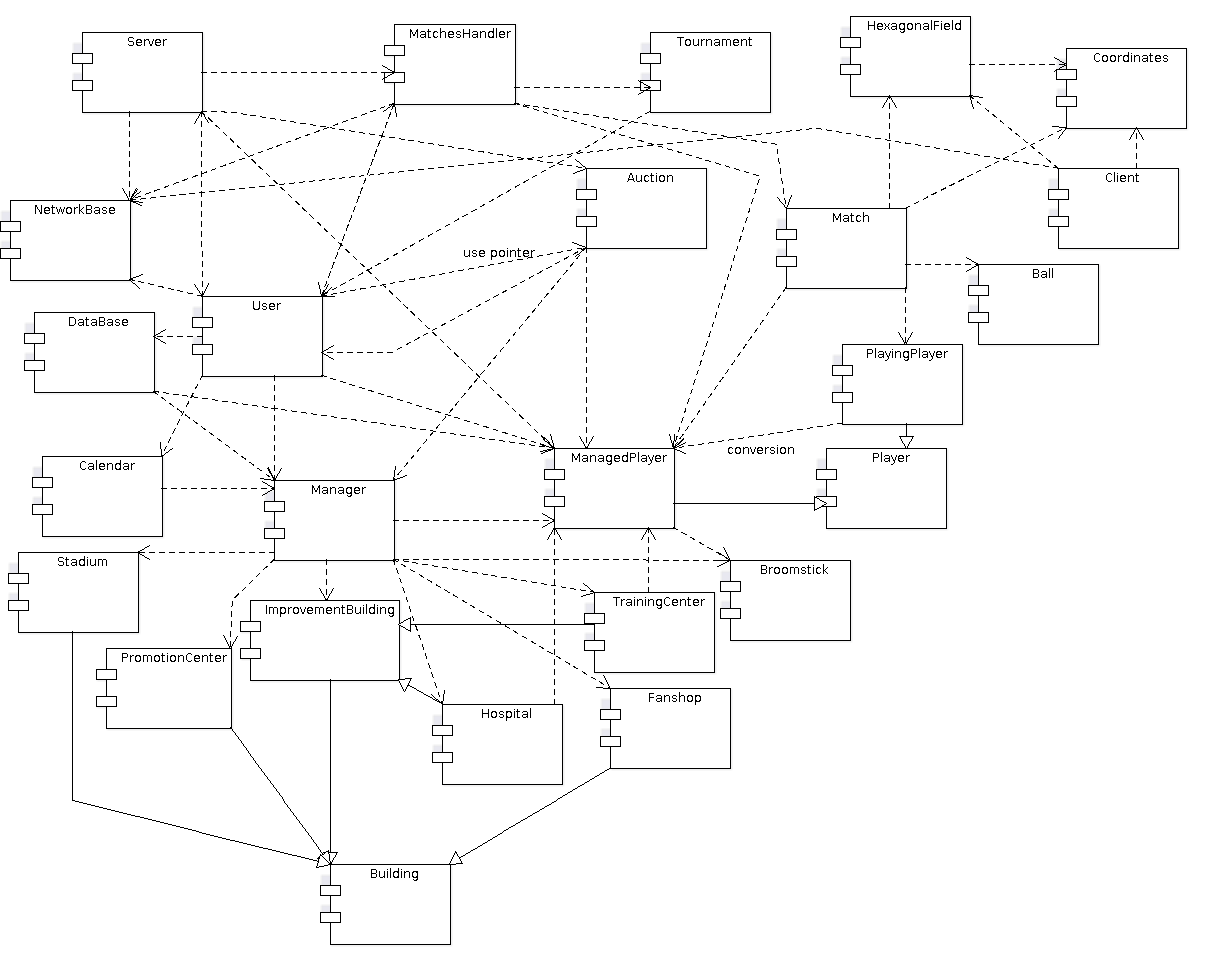 HexagonalField
MatchesHandler
Server
Tournament
Coordinates
Auction
Client
NetworkBase
Match
use pointer
Ball
User
DataBase
PlayingPlayer
conversion
ManagedPlayer
Player
Calendar
Manager
Stadium
Broomstick
TrainingCenter
ImprovementBuilding
PromotionCenter
Fanshop
Hospital
Building